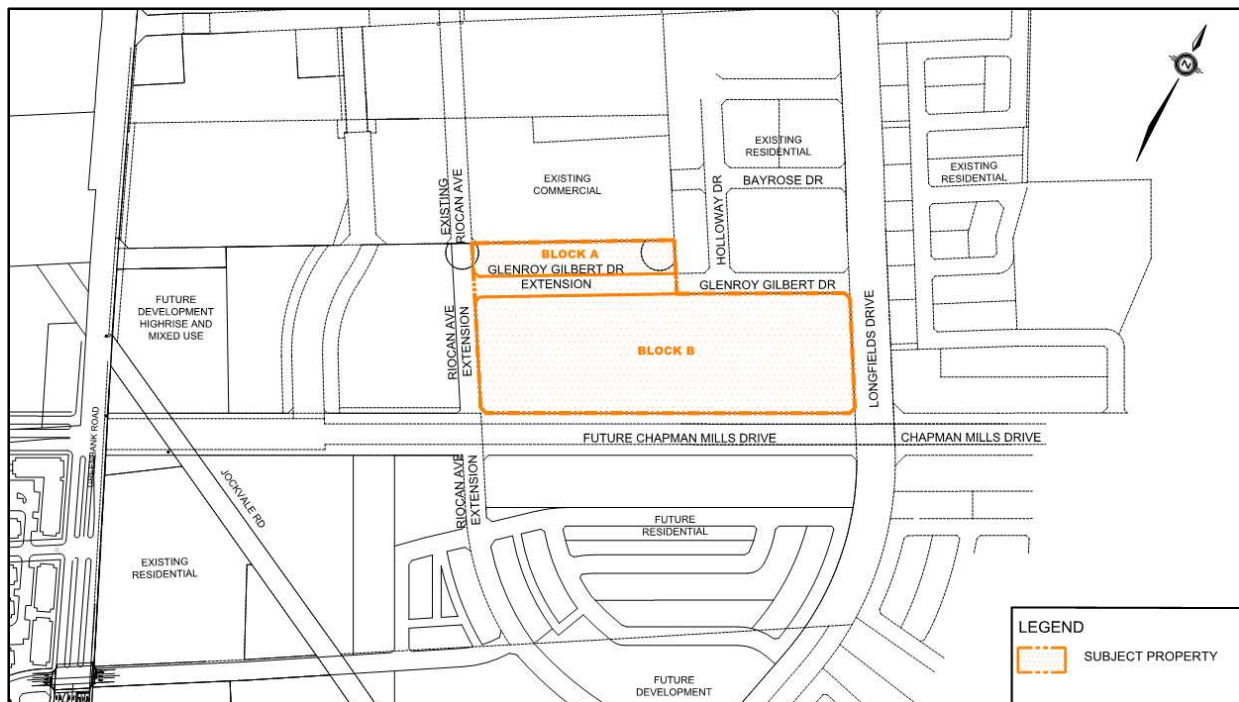 N
EXISTING
RESIDENTIAL
EXISTING
RESIDENTIAL
EXISTING
COMMERCIAL
BAYROSE DR
EXISTING
RIOCAN AVE
HOLLOWAY DR
BLOCK A
GLENROY GILBERT DR
EXTENSION
GLENROY GILBERT DR
FUTURE
DEVELOPMENT
HIGHRISE AND
MIXED USE
RIOCAN AVE
EXTENSION
BLOCK B
LONGFIELDS DRIVE
GREENBANK ROAD
FUTURE CHAPMAN MILLS DRIVE
CHAPMAN MILLS DRIVE
JOCKVALE RD
RIOCAN AVE
EXTENSION
FUTURE
RESIDENTIAL
EXISTING
RESIDENTIAL
FUTURE
DEVELOPMENT
LEGEND
SUBJECT PROPERTY